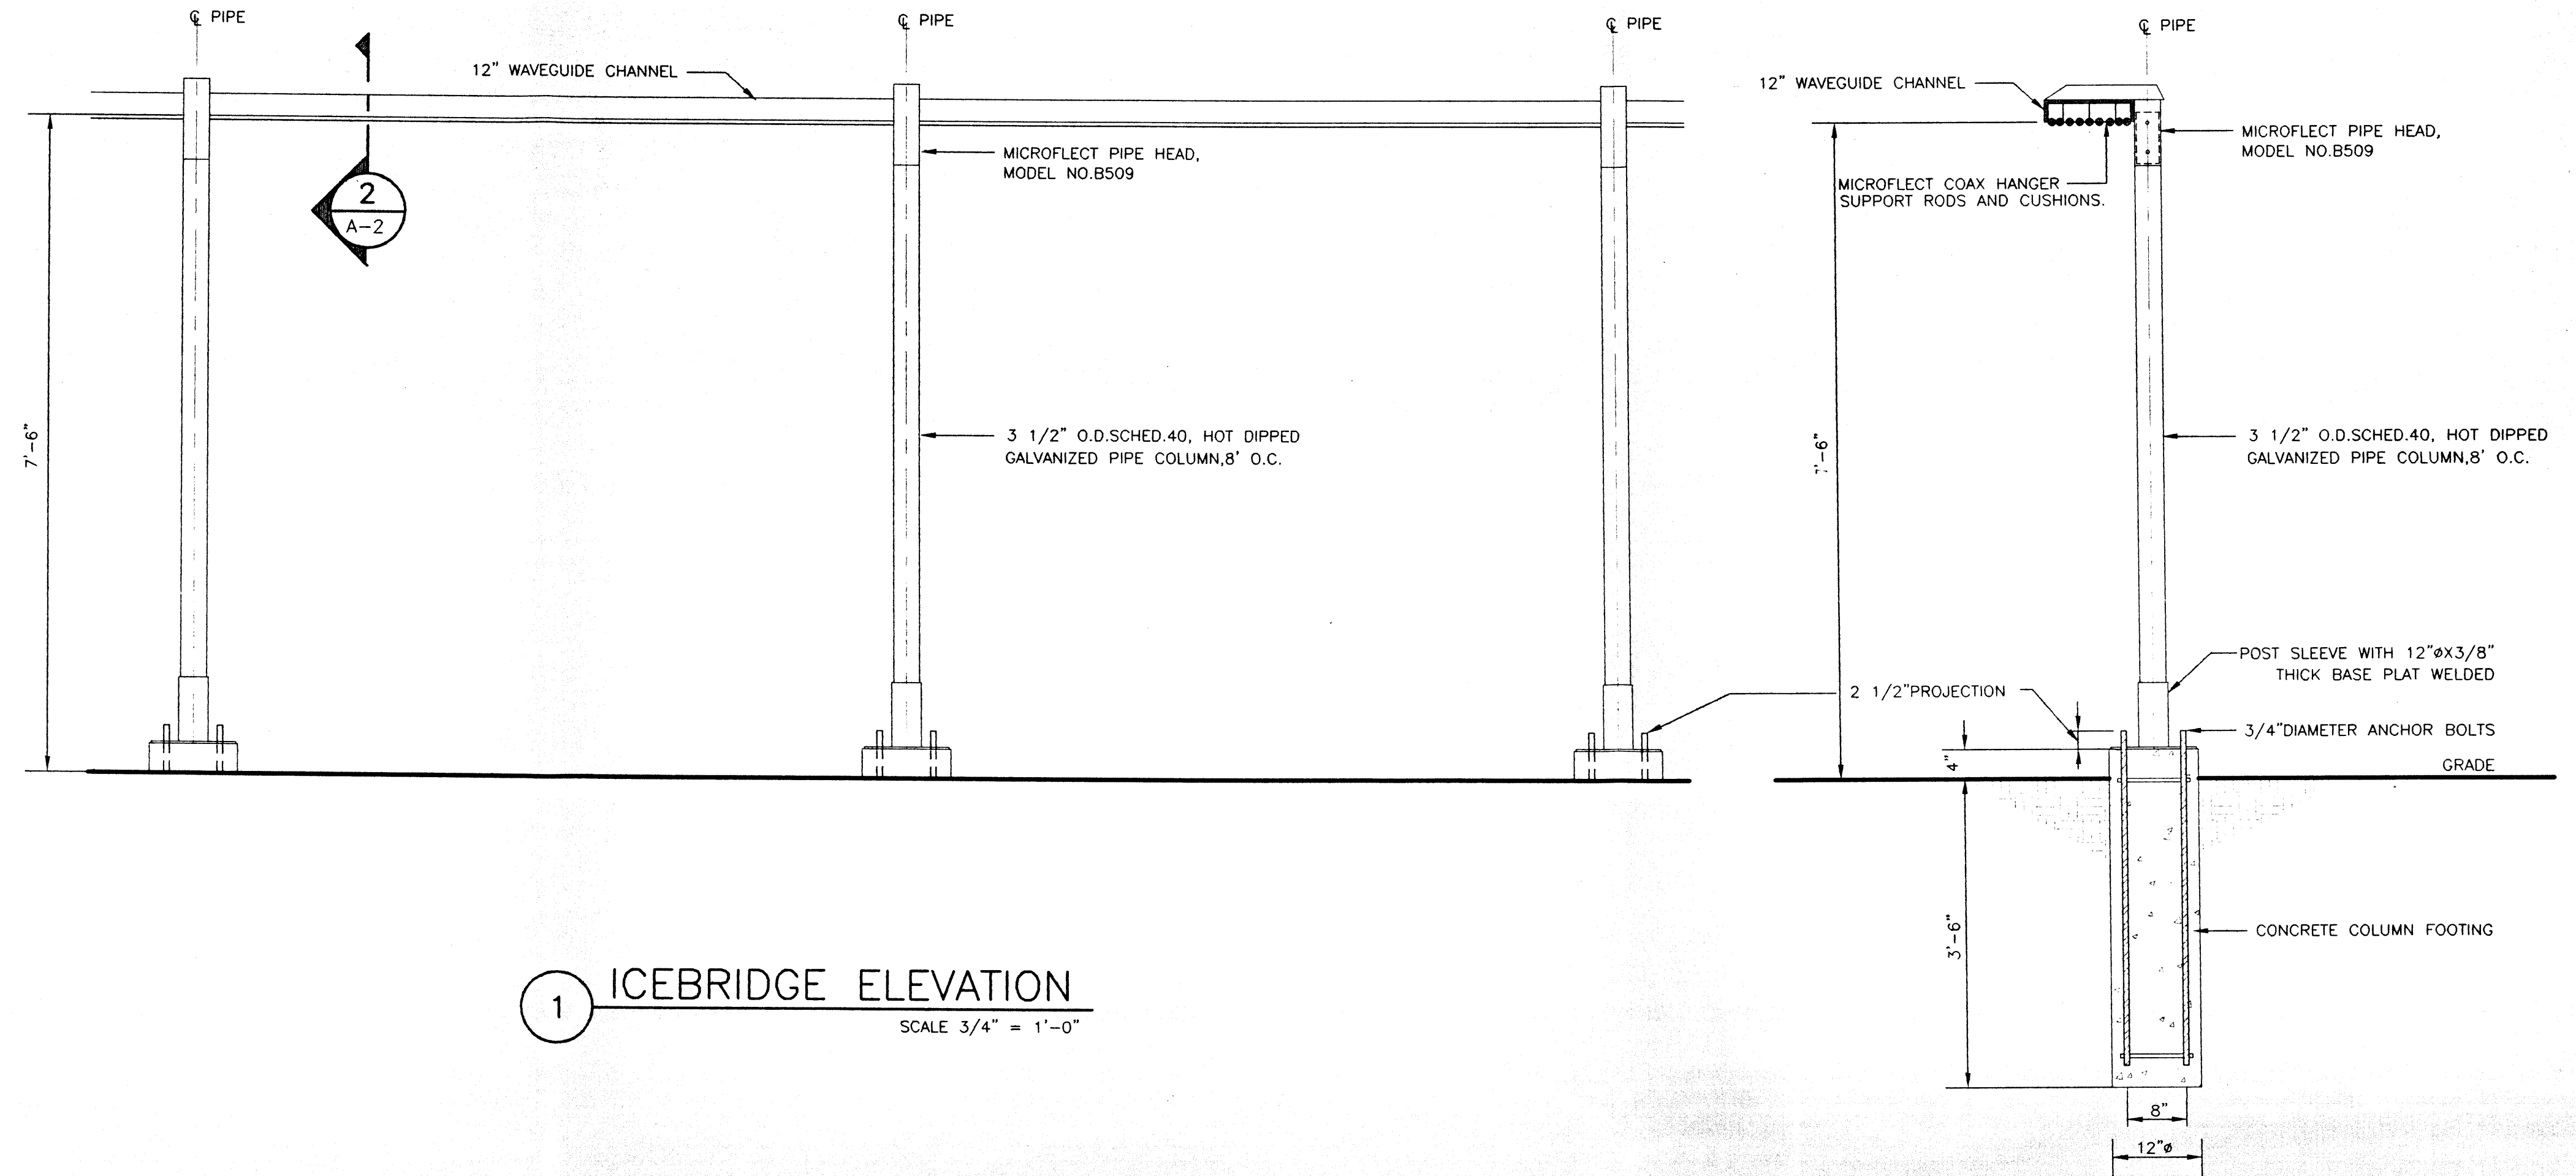 ℄ PIPE
℄ PIPE
℄ PIPE
℄ PIPE
12" WAVEGUIDE CHANNEL
12" WAVEGUIDE CHANNEL
MICROFLECT PIPE HEAD,
MODEL NO.B509
MICROFLECT PIPE HEAD,
MODEL NO.B509
MICROFLECT COAX HANGER
SUPPORT RODS AND CUSHIONS.
2
A-2
7'-6"
7'-6"
3 1/2" O.D.SCHED.40, HOT DIPPED
GALVANIZED PIPE COLUMN,8' O.C.
3 1/2" O.D.SCHED.40, HOT DIPPED
GALVANIZED PIPE COLUMN,8' O.C.
POST SLEEVE WITH 12"øX3/8"
THICK BASE PLAT WELDED
2 1/2"PROJECTION
3/4"DIAMETER ANCHOR BOLTS
4"
GRADE
3'-6"
CONCRETE COLUMN FOOTING
1
ICEBRIDGE ELEVATION
SCALE 3/4" = 1'-0"
8"
12"ø